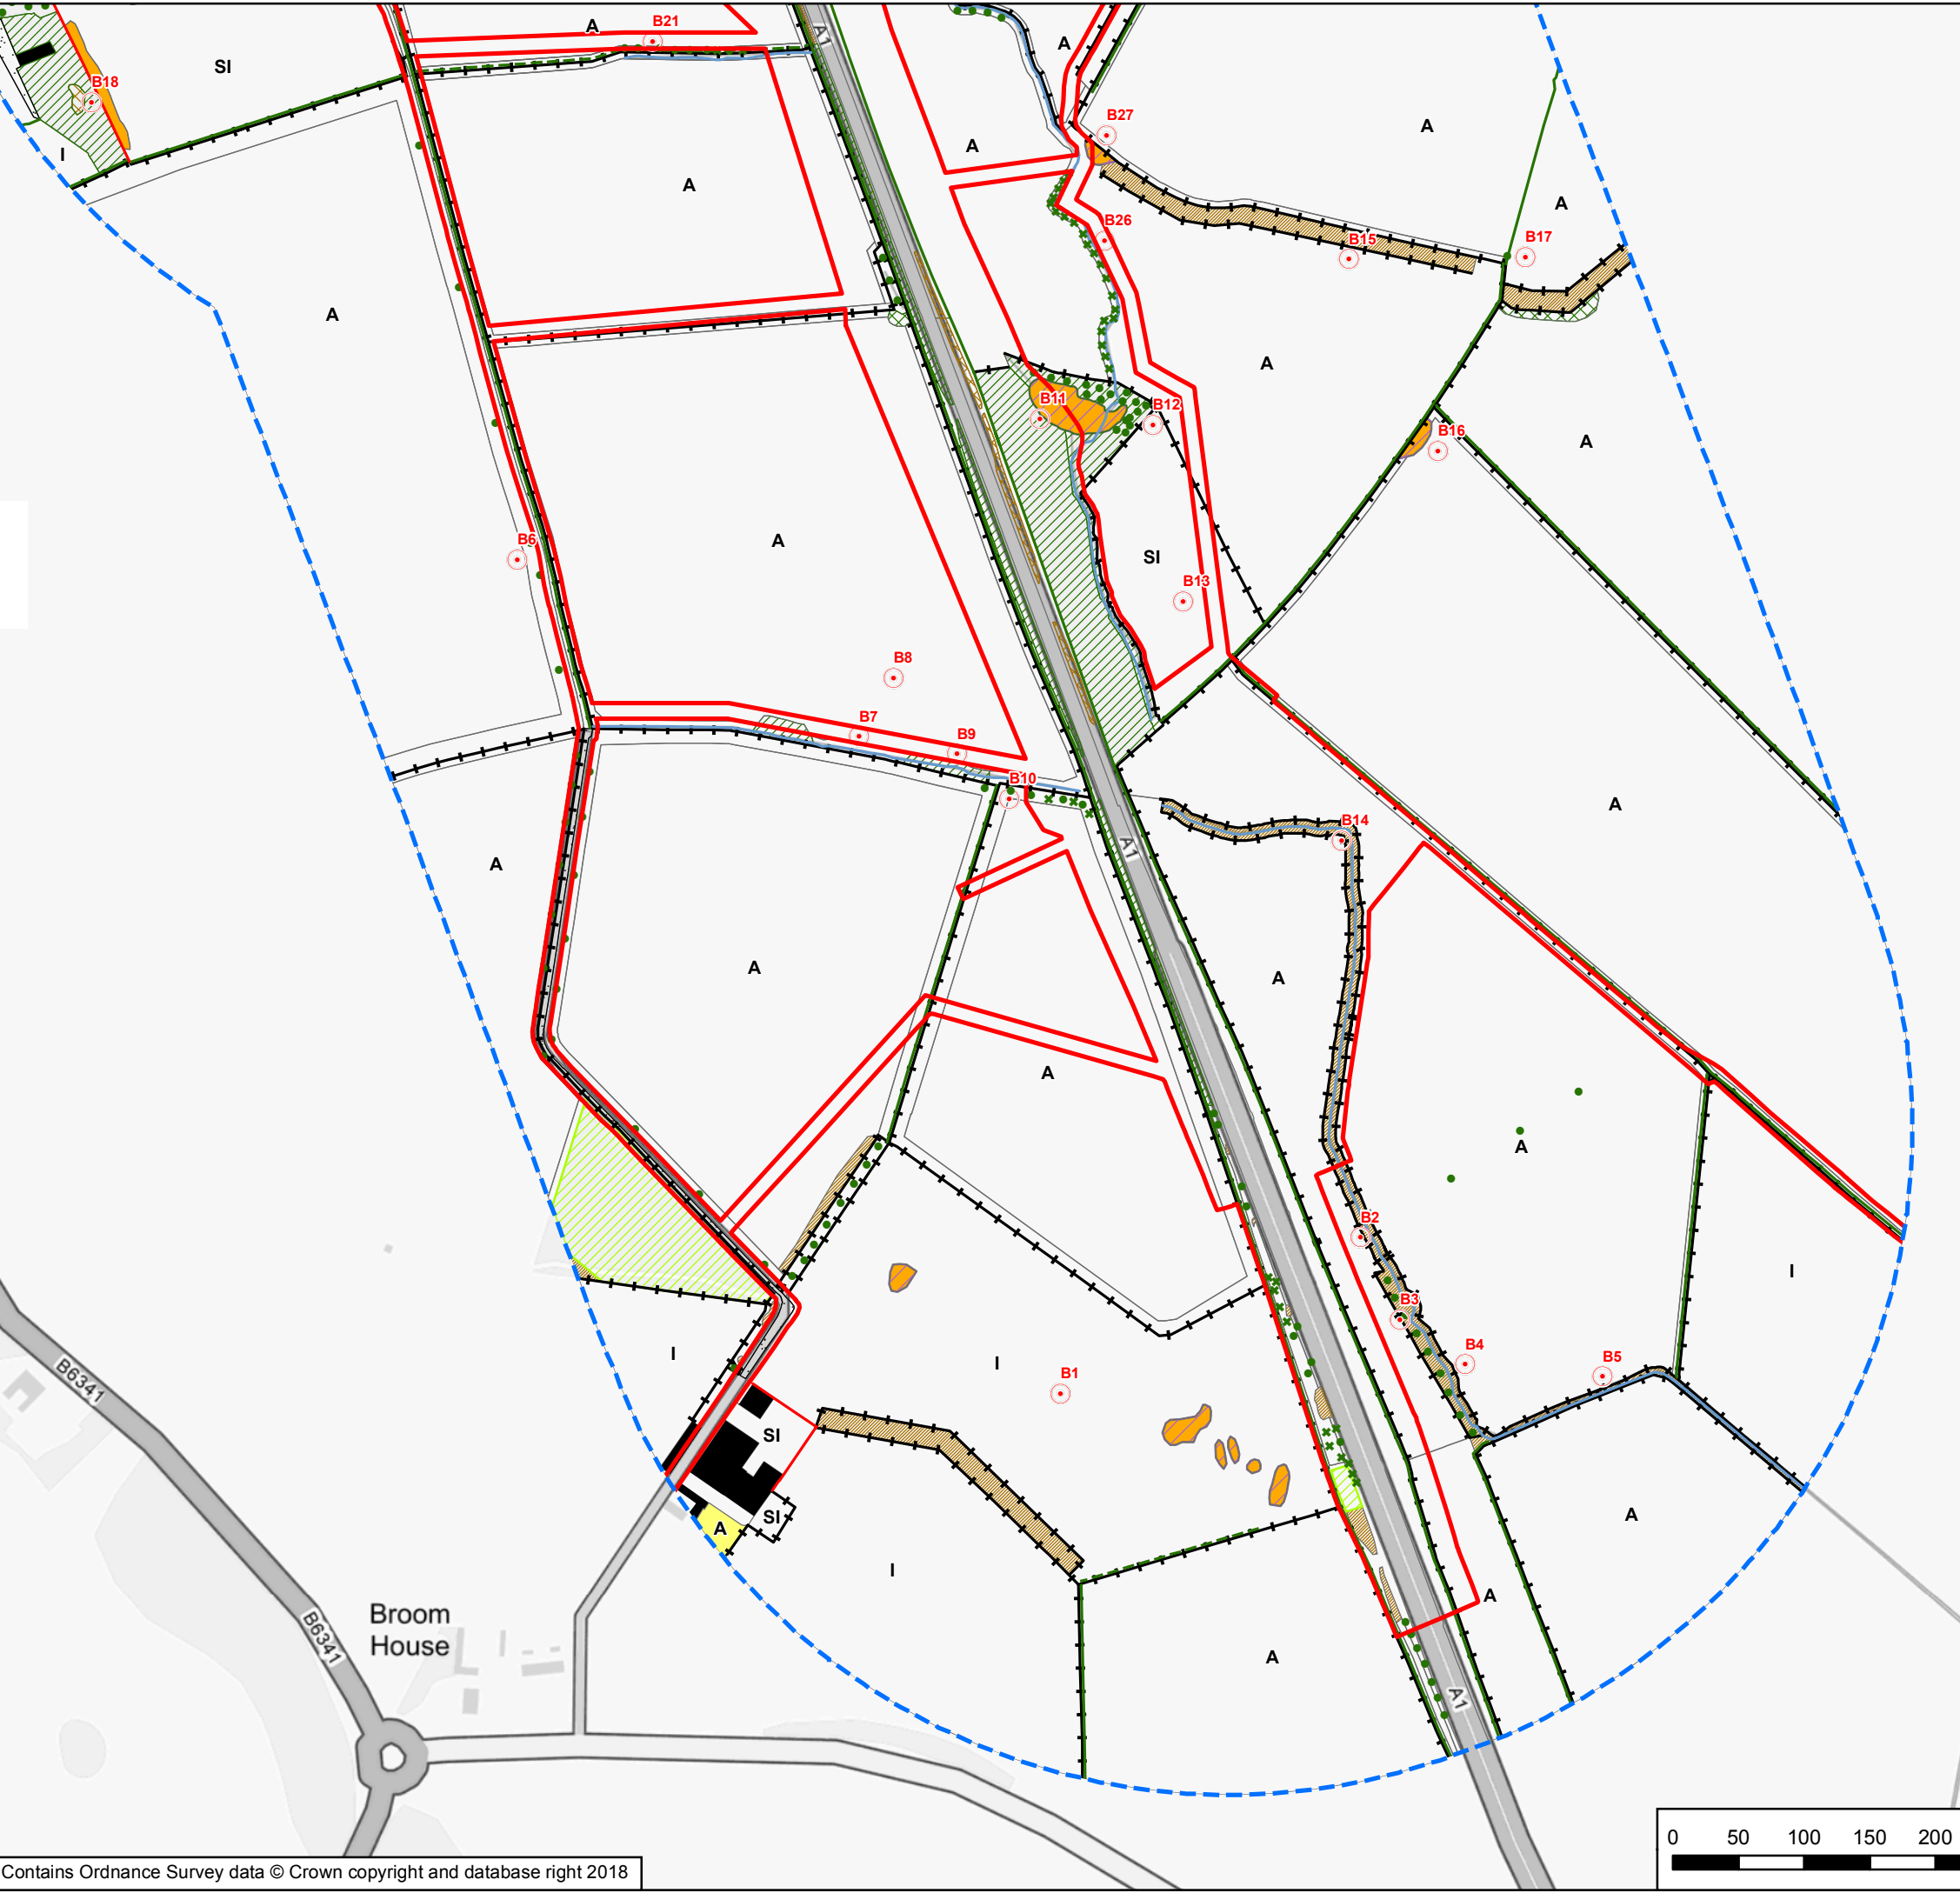 A1
A
B21
SI
B18
A
B27
A
A
I
A
A
B26
B15
B17
A
A
B11
B12
B16
A
A
B6
SI
B13
B8
B7
B9
B10
A
B14
A1
A
A
A
A
A
B2
B3
I
I
I
B1
B4
B5
SI
SI
A
A
I
A
A
A1
B6341
B6341
Broom
House
0 50 100 150 200
Contains Ordnance Survey data © Crown copyright and database right 2018